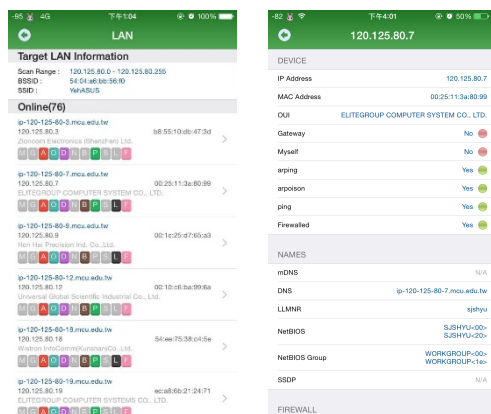 -95 4G 下午1:04 100%
LAN
Target LAN Information
Scan Range : 120.125.80.0 - 120.125.80.255
BSSID : 54:04:a6:bb:56:f0
SSID : YehASUS
Online(76)
ip-120-125-80-3.mcu.edu.tw
120.125.80.3 b8:55:10:db:47:3d
Zioncom Electronics (Shenzhen) Ltd.
M G A O D N S P S L F
ip-120-125-80-7.mcu.edu.tw
120.125.80.7 00:25:11:3a:80:99
ELITEGROUP COMPUTER SYSTEM CO., LTD.
M G A O D N B P S L F
ip-120-125-80-9.mcu.edu.tw
120.125.80.9 00:1c:25:d7:65:a3
Hon Hai Precision Ind. Co.,Ltd.
M G A O D N B P S L F
ip-120-125-80-12.mcu.edu.tw
120.125.80.12 00:10:c6:ba:99:6a
Universal Global Scientific Industrial Co., Ltd.
M G A O D N B P S L F
ip-120-125-80-18.mcu.edu.tw
120.125.80.18 54:ee:75:38:c4:5e
Wistron InfoComm(Kunshan)Co.,Ltd.
M G A O D N B P S L F
ip-120-125-80-19.mcu.edu.tw
120.125.80.19 ec:a8:6b:21:24:71
ELITEGROUP COMPUTER SYSTEMS CO., LTD.
M G A O D N B P S L F
-82 下午4:01 50%
120.125.80.7
DEVICE
IP Address 120.125.80.7
MAC Address 00:25:11:3a:80:99
OUI ELITEGROUP COMPUTER SYSTEM CO., LTD.
Gateway No
Myself No
arping Yes
arpoison Yes
ping Yes
Firewalled Yes
NAMES
mDNS N/A
DNS ip-120-125-80-7.mcu.edu.tw
LLMNR sjshyu
NetBIOS SJSHYU<00>
SJSHYU<20>
NetBIOS Group WORKGROUP<00>
WORKGROUP<1e>
SSDP N/A
FIREWALL